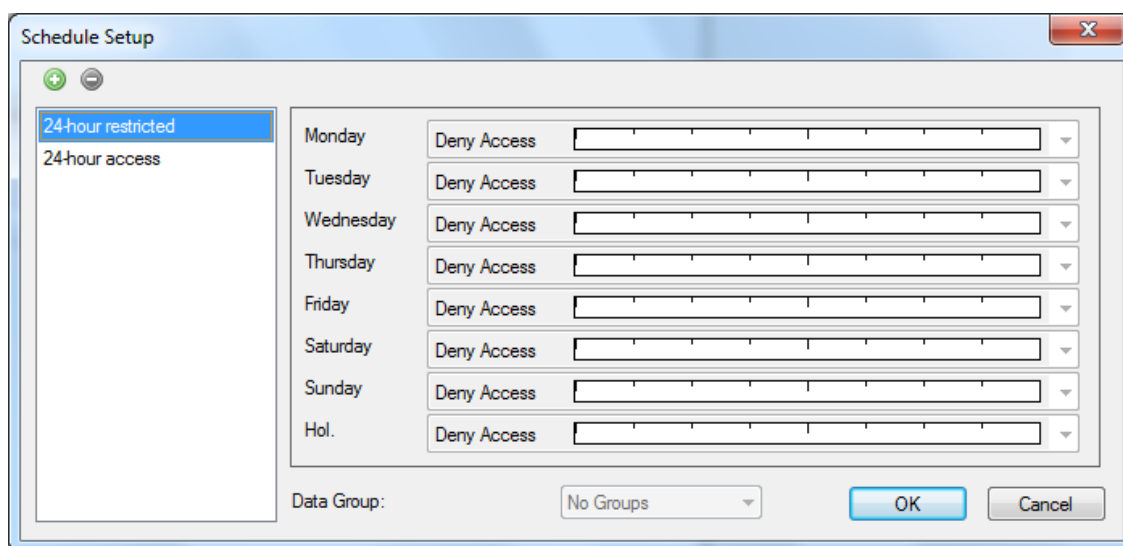 Schedule Setup
24-hour restricted
24-hour access
Monday Deny Access
Tuesday Deny Access
Wednesday Deny Access
Thursday Deny Access
Friday Deny Access
Saturday Deny Access
Sunday Deny Access
Hol. Deny Access
Data Group: No Groups OK Cancel